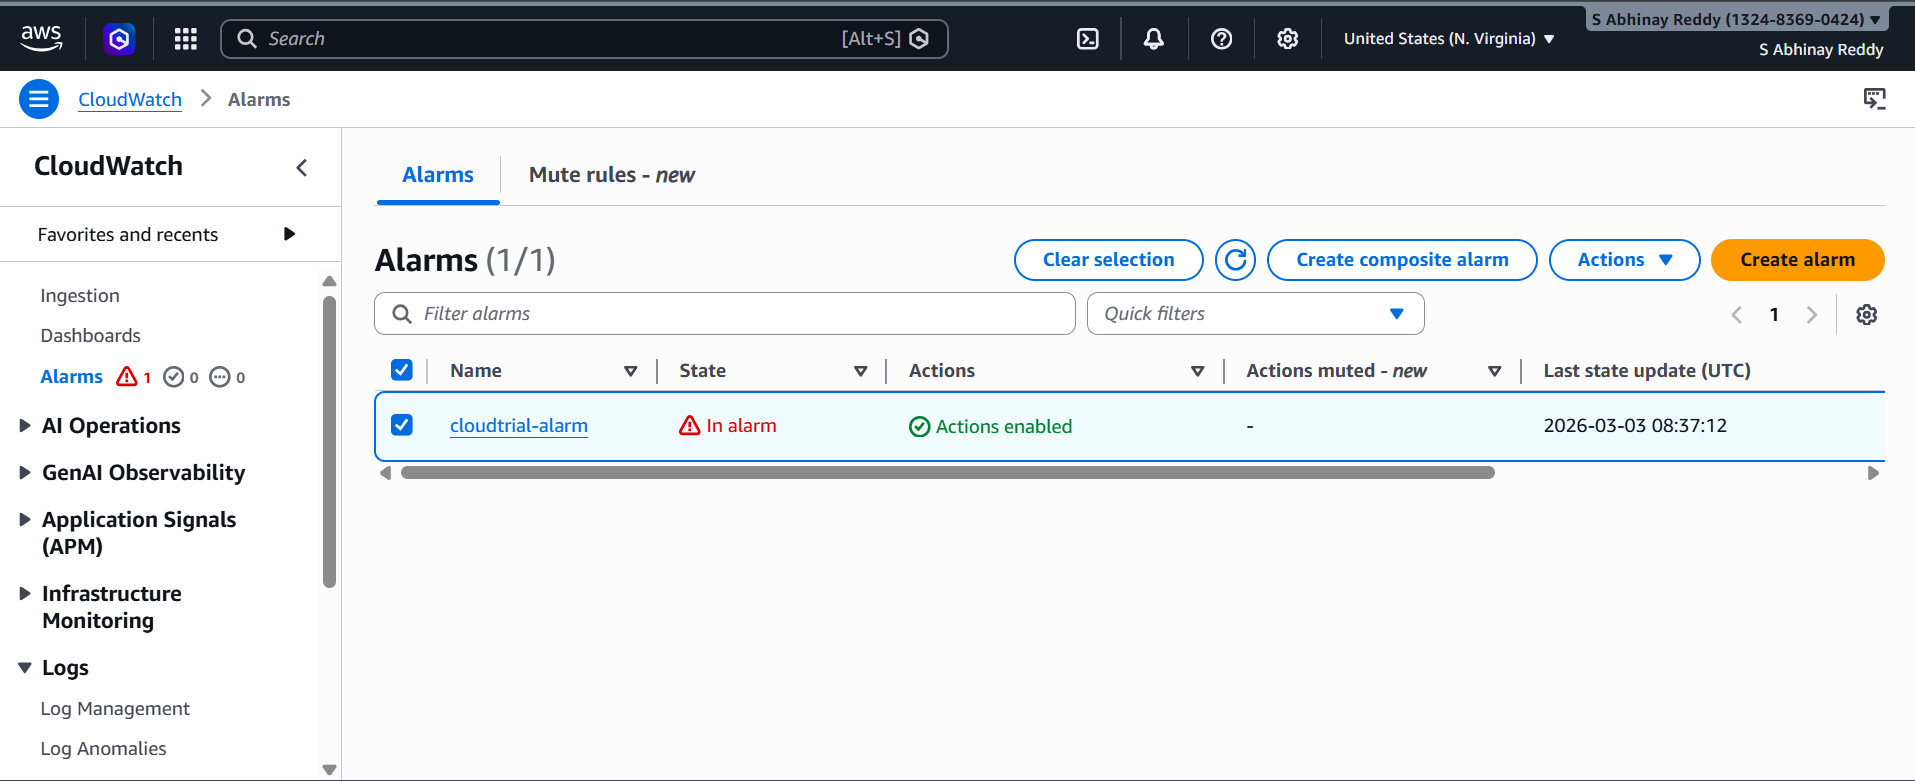 aws
Search [Alt+S]
United States (N. Virginia)
S Abhinay Reddy (1324-8369-0424)
S Abhinay Reddy
CloudWatch Alarms
CloudWatch
Favorites and recents
Ingestion
Dashboards
Alarms 1 0 0
AI Operations
GenAI Observability
Application Signals
(APM)
Infrastructure
Monitoring
Logs
Log Management
Log Anomalies
Alarms Mute rules - new
Alarms (1/1)
Clear selection Create composite alarm Actions Create alarm
Filter alarms Quick filters 1
Name State Actions Actions muted - new Last state update (UTC)
cloudtrial-alarm In alarm Actions enabled - 2026-03-03 08:37:12